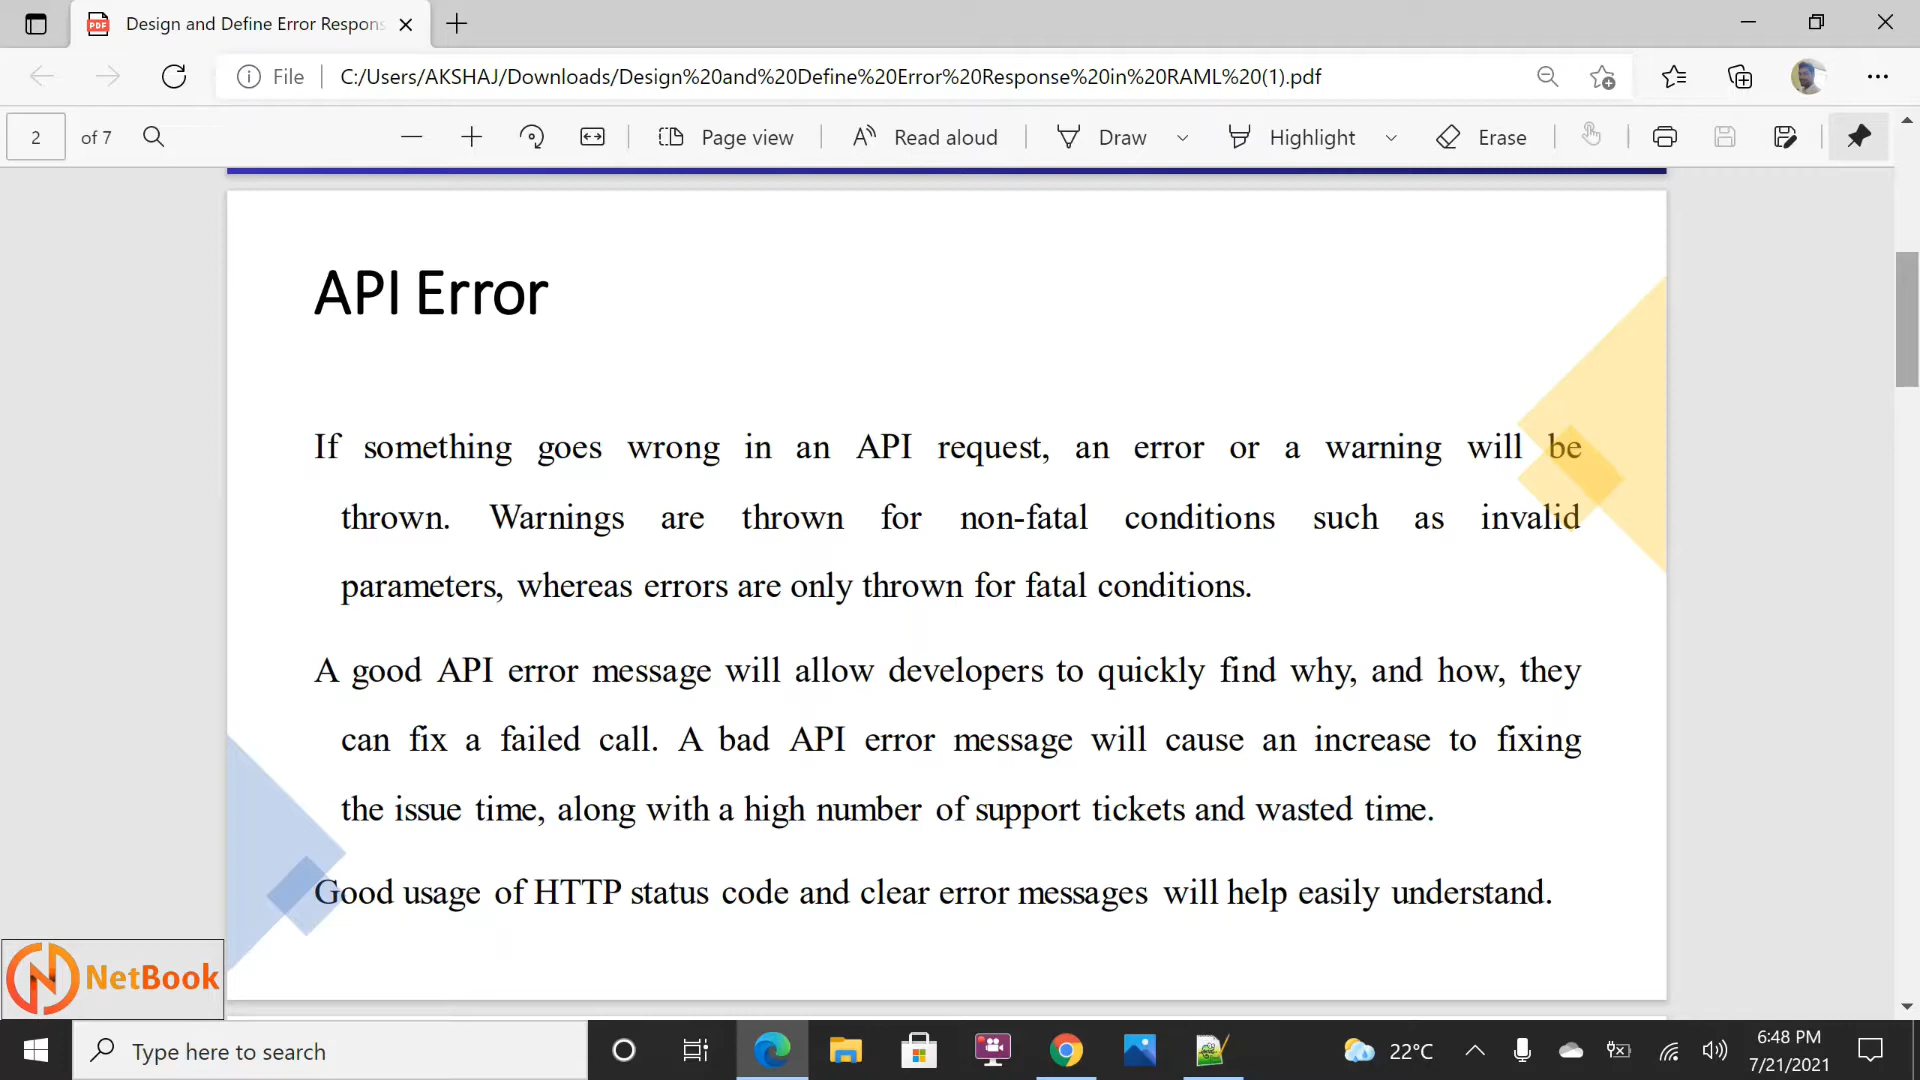 Design and Define Error Respons
File
C:/Users/AKSHAJ/Downloads/Design%20and%20Define%20Error%20Response%20in%20RAML%20(1).pdf
2 of 7
Page view
Read aloud
Draw
Highlight
Erase
API Error
If something goes wrong in an API request, an error or a warning will be
thrown. Warnings are thrown for non-fatal conditions such as invalid
parameters, whereas errors are only thrown for fatal conditions.
A good API error message will allow developers to quickly find why, and how, they
can fix a failed call. A bad API error message will cause an increase to fixing
the issue time, along with a high number of support tickets and wasted time.
Good usage of HTTP status code and clear error messages will help easily understand.
NetBook
Type here to search
22°C
6:48 PM
7/21/2021